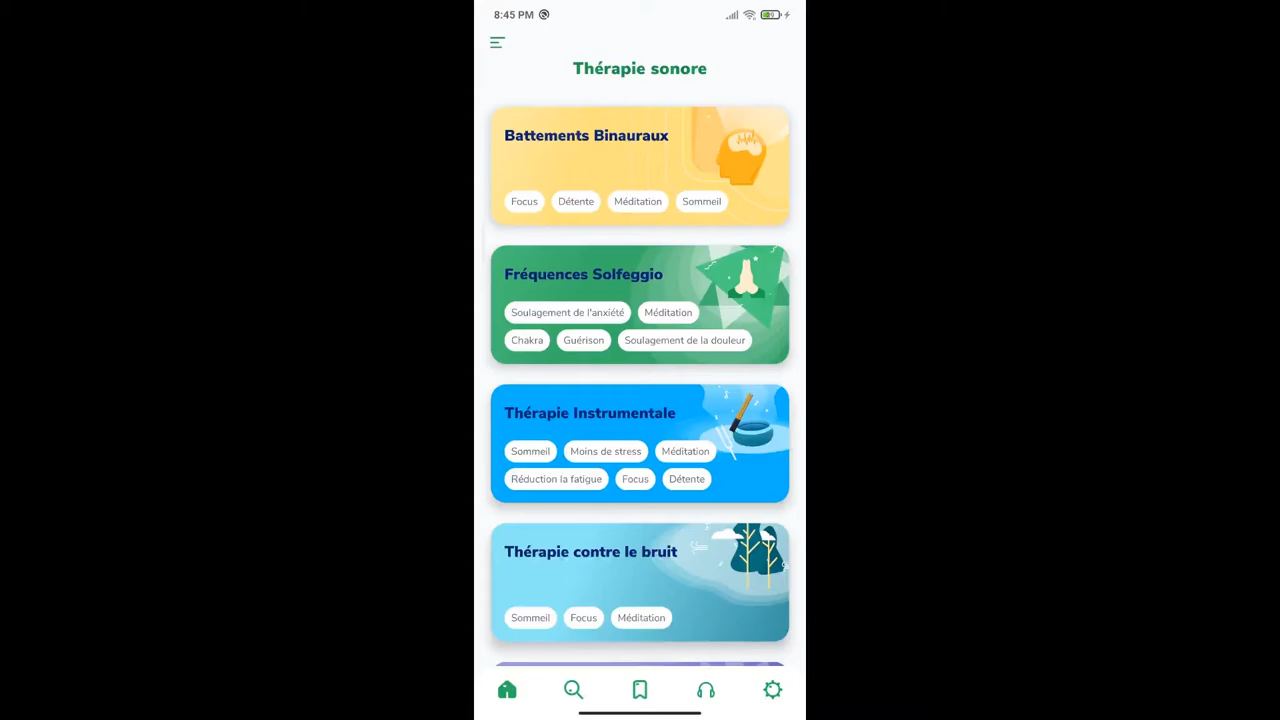 8:45 PM
Thérapie sonore
Battements Binauraux
Focus Détente Méditation Sommeil
Fréquences Solfeggio
Soulagement de l'anxiété Méditation
Chakra Guérison Soulagement de la douleur
Thérapie Instrumentale
Sommeil Moins de stress Méditation
Réduction la fatigue Focus Détente
Thérapie contre le bruit
Sommeil Focus Méditation